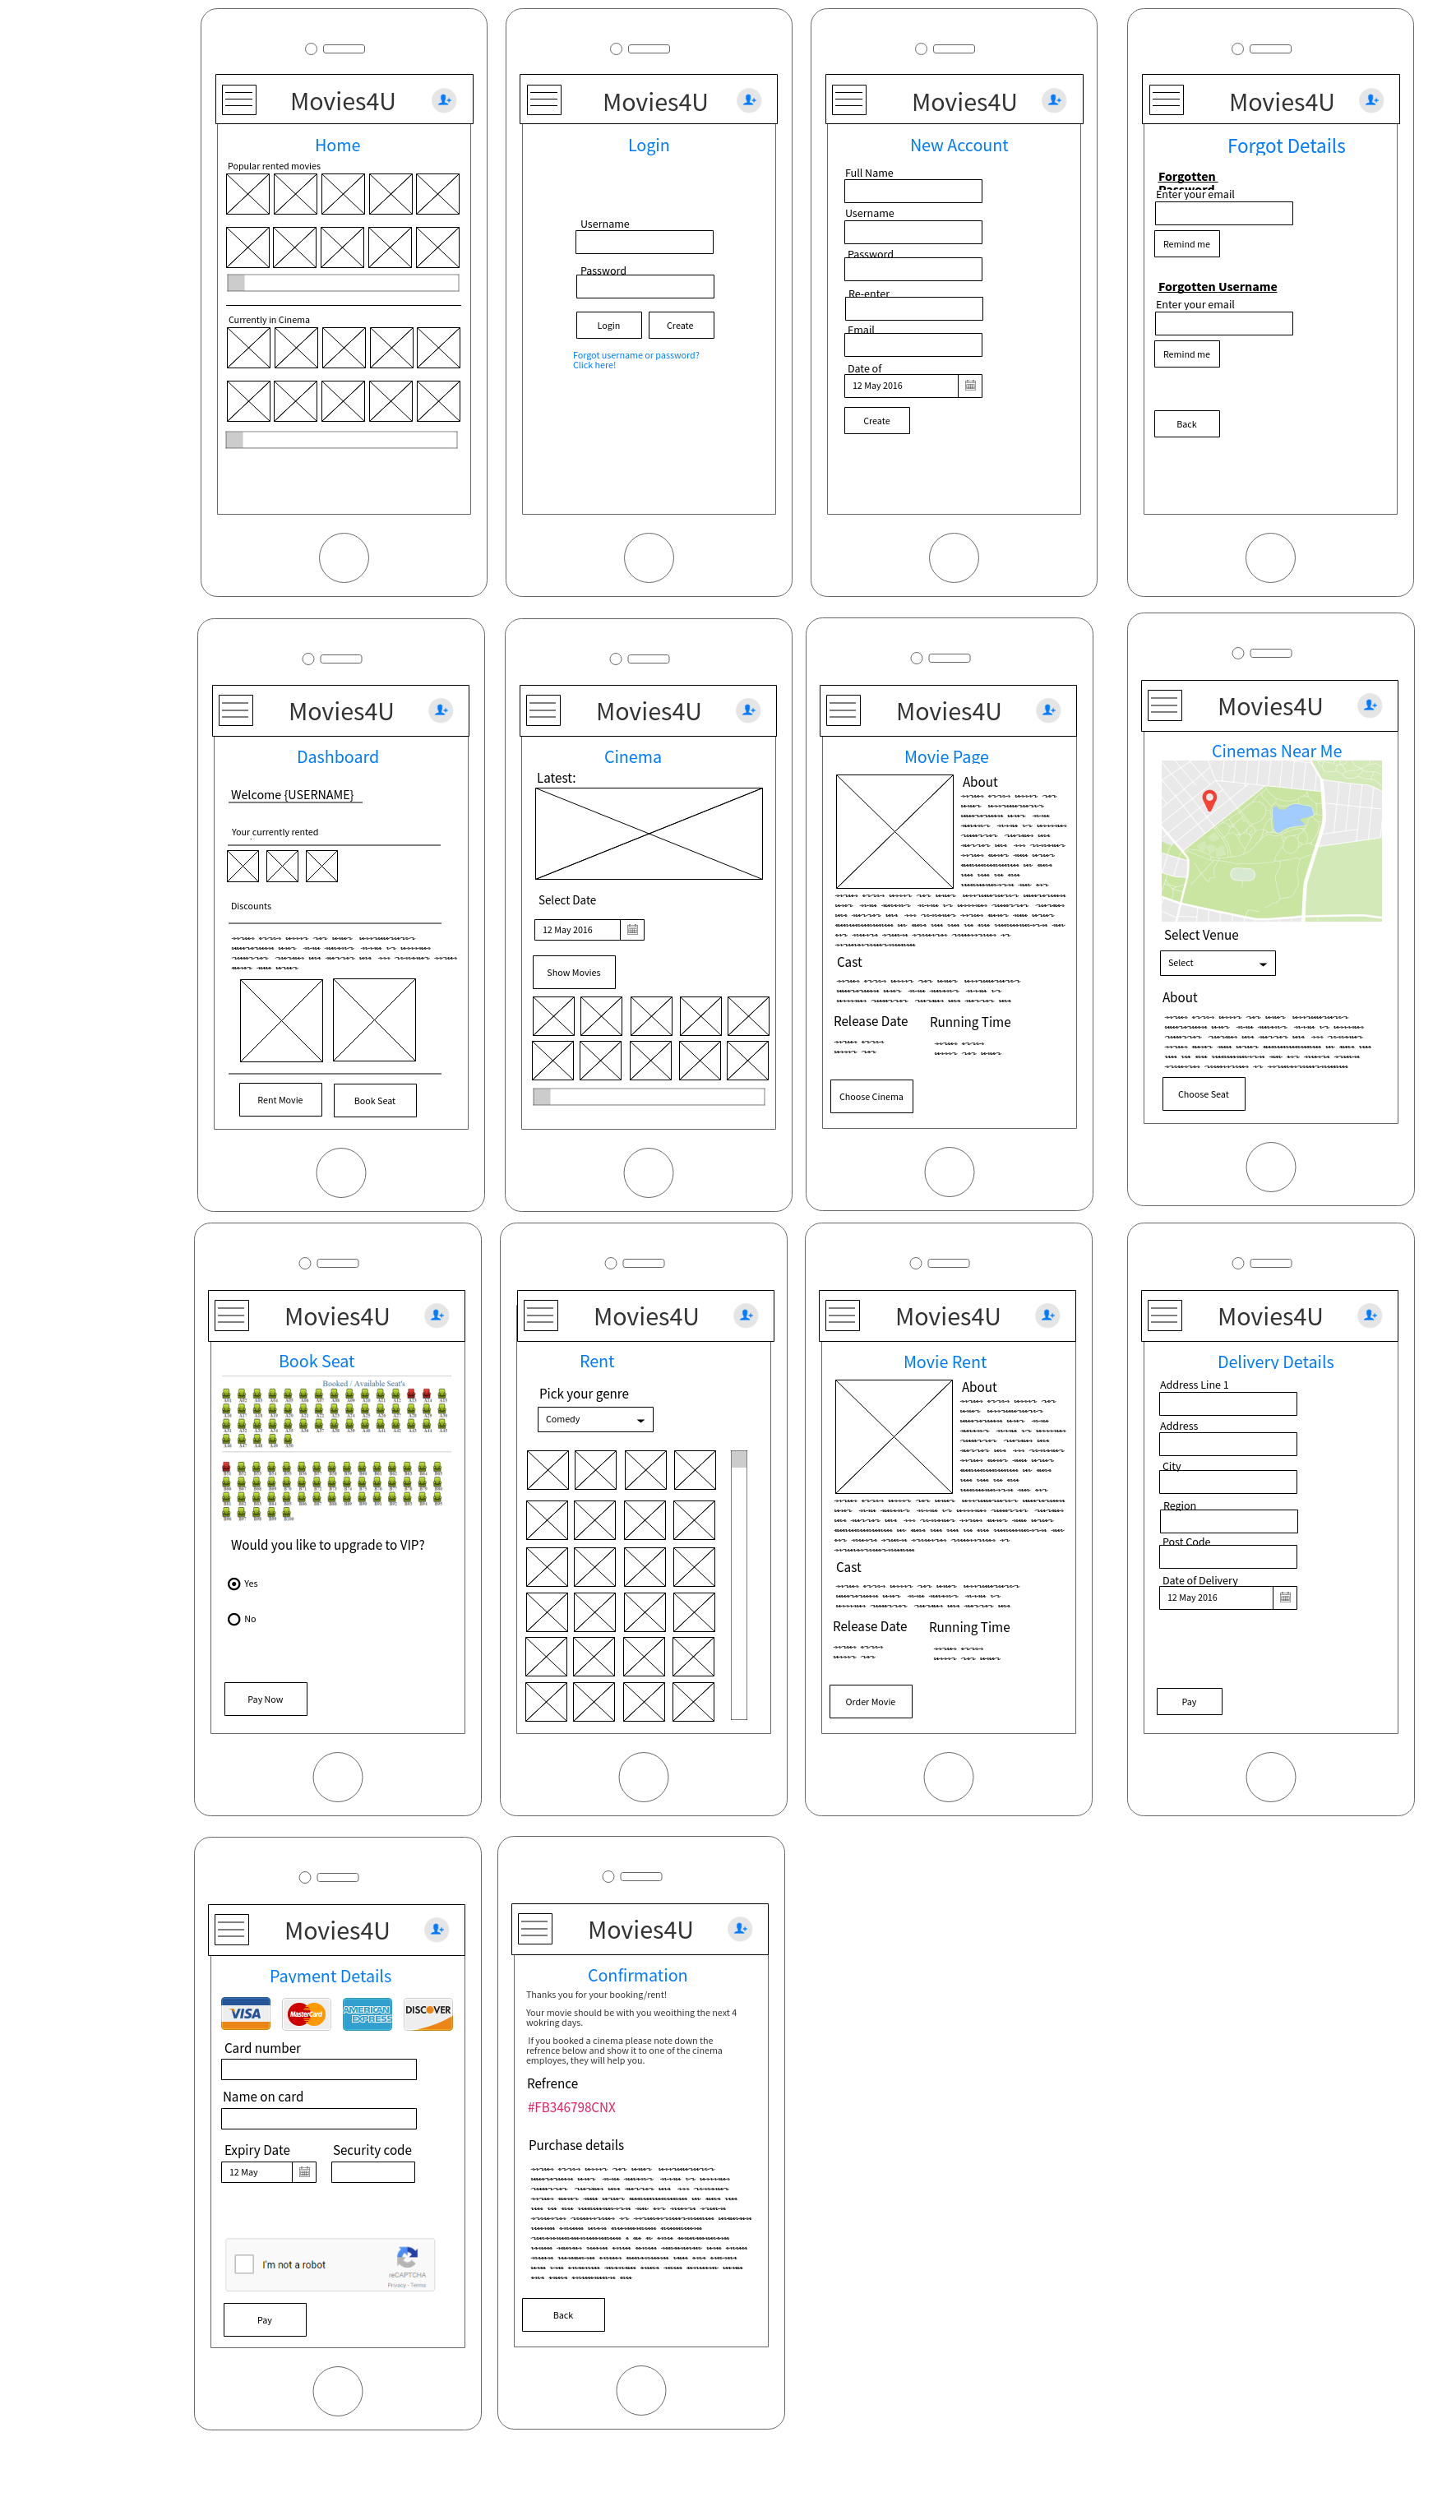 Movies4U
Home
Popular rented movies
Currently in Cinema
Movies4U
Login
Username
Password
Login
Create
Forgot username or password?
Click here!
Movies4U
New Account
Full Name
Username
Password
Re-enter
Email
Date of
12 May 2016
Create
Movies4U
Forgot Details
Forgotten
Password
Enter your email
Remind me
Forgotten Username
Enter your email
Remind me
Back
Movies4U
Dashboard
Welcome {USERNAME}
Your currently rented
Discounts
Rent Movie
Book Seat
Movies4U
Cinema
Latest:
Select Date
12 May 2016
Show Movies
Movies4U
Movie Page
About
Cast
Release Date
Running Time
Choose Cinema
Movies4U
Cinemas Near Me
Select Venue
Select
About
Choose Seat
Movies4U
Book Seat
Booked / Available Seat's
Would you like to upgrade to VIP?
Yes
No
Pay Now
Movies4U
Rent
Pick your genre
Comedy
Movies4U
Movie Rent
About
Cast
Release Date
Running Time
Order Movie
Movies4U
Delivery Details
Address Line 1
Address
City
Region
Post Code
Date of Delivery
12 May 2016
Pay
Movies4U
Payment Details
VISA
MasterCard
AMERICAN
EXPRESS
DISCOVER
Card number
Name on card
Expiry Date
Security code
12 May
I'm not a robot
reCAPTCHA
Privacy - Terms
Pay
Movies4U
Confirmation
Thanks you for your booking/rent!
Your movie should be with you weoithing the next 4
wokring days.
If you booked a cinema please note down the
refrence below and show it to one of the cinema
employes, they will help you.
Refrence
#FB346798CNX
Purchase details
Back